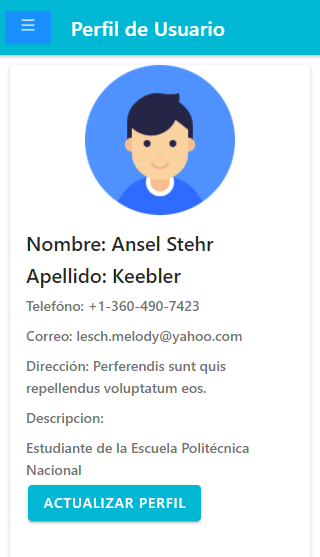 Perfil de Usuario
Nombre: Ansel Stehr
Apellido: Keebler
Telefóno: +1-360-490-7423
Correo: lesch.melody@yahoo.com
Dirección: Perferendis sunt quis
repellendus voluptatum eos.
Descripcion:
Estudiante de la Escuela Politécnica
Nacional
ACTUALIZAR PERFIL